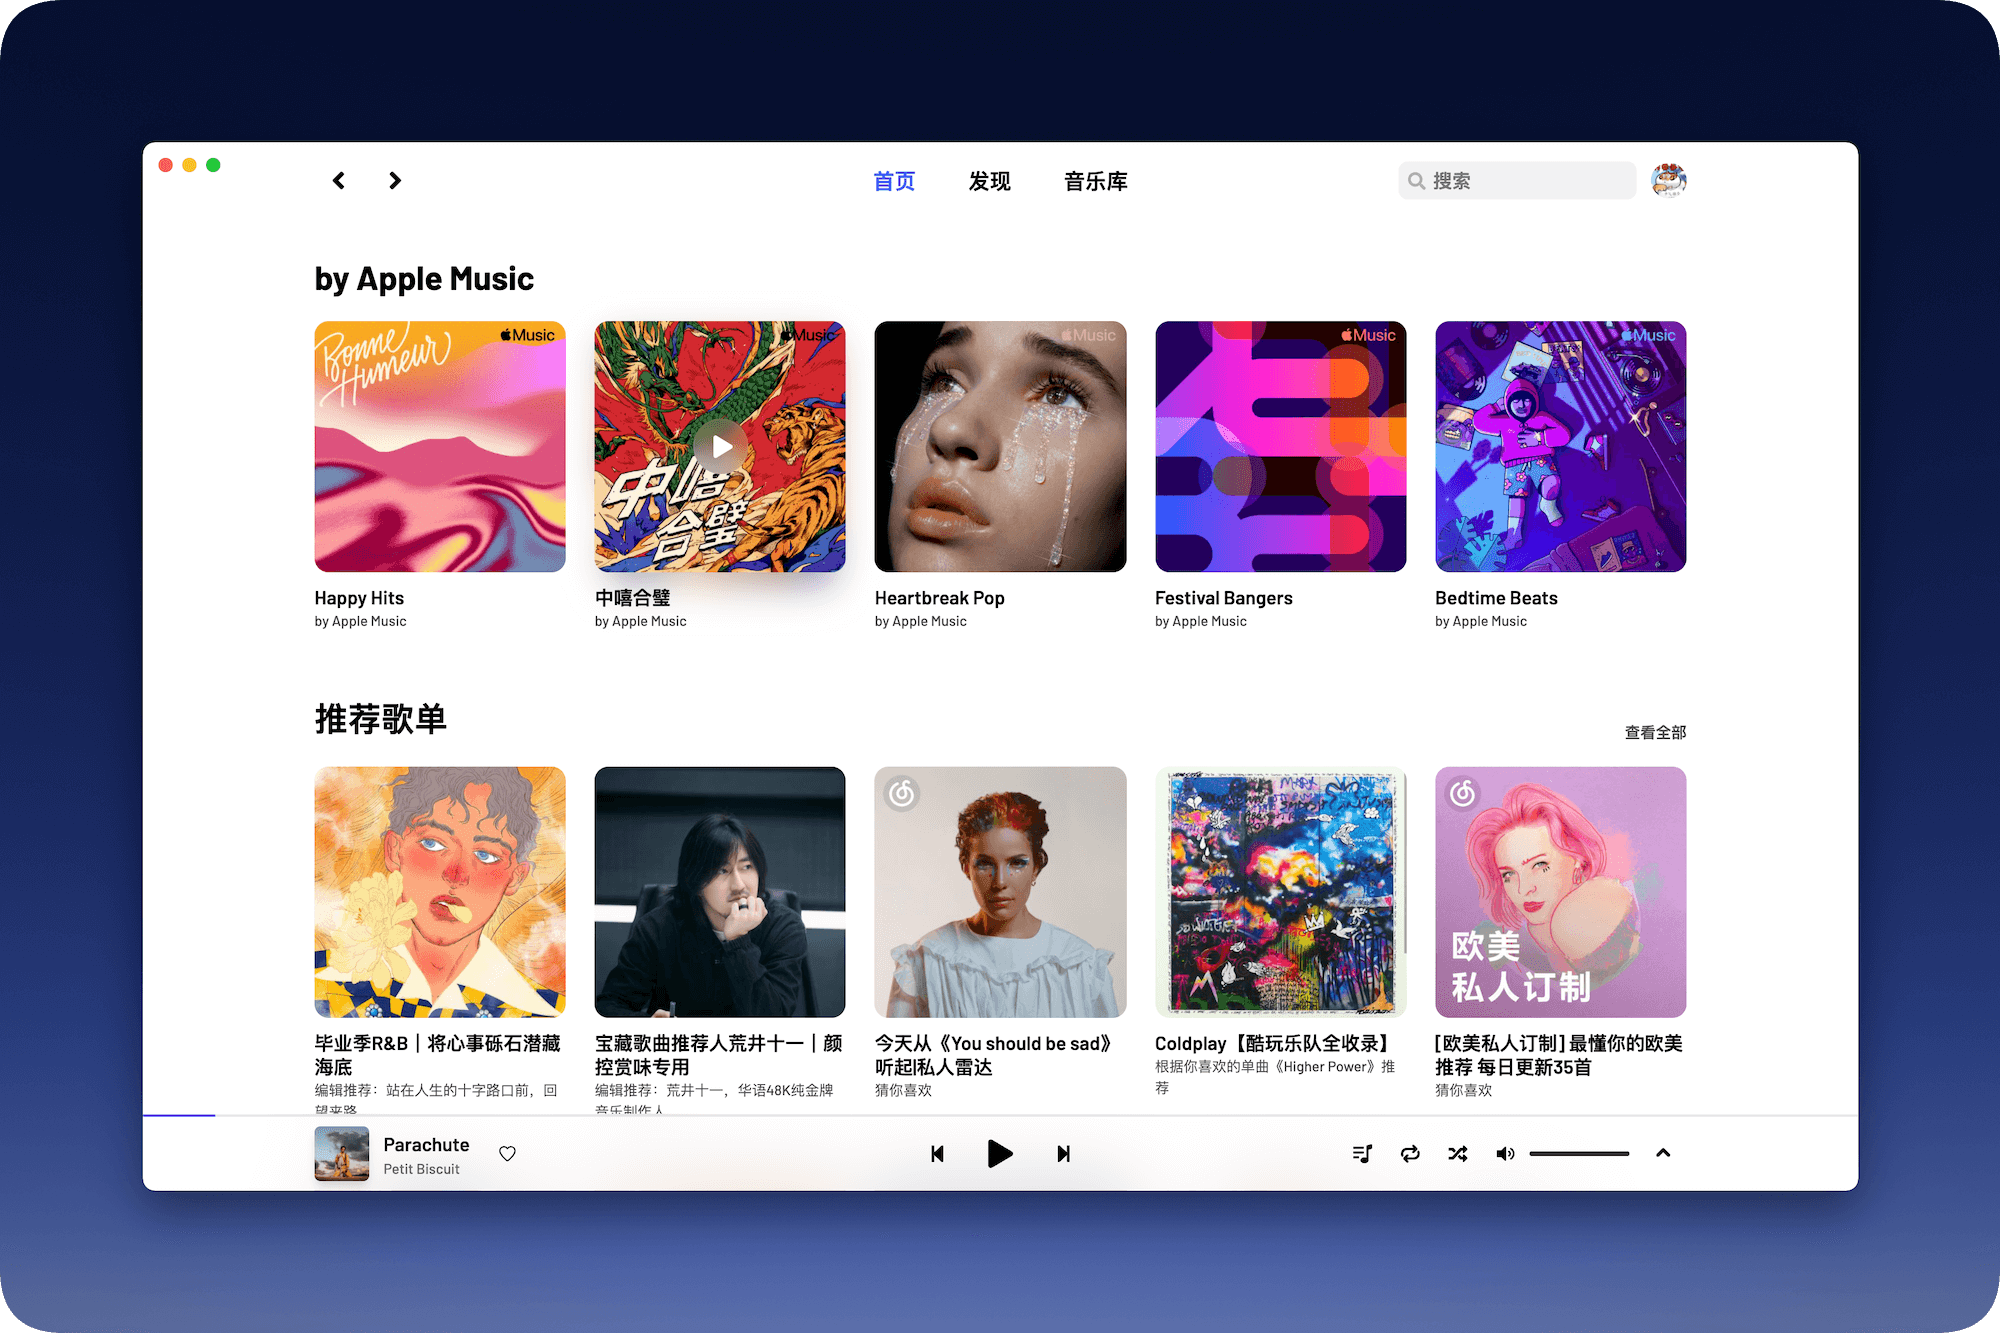 首页 发现 音乐库 搜索
by Apple Music
Bonne
Humeur
Music
Music
中嘻
合璧
Music
Music
Music
Happy Hits
by Apple Music
中嘻合璧
by Apple Music
Heartbreak Pop
by Apple Music
Festival Bangers
by Apple Music
Bedtime Beats
by Apple Music
推荐歌单
查看全部
欧美
私人订制
毕业季R&B｜将心事砾石潜藏
海底
编辑推荐：站在人生的十字路口前，回
望来路
宝藏歌曲推荐人荒井十一｜颜
控赏味专用
编辑推荐：荒井十一，华语48K纯金牌
音乐制作人
今天从《You should be sad》
听起私人雷达
猜你喜欢
Coldplay【酷玩乐队全收录】
根据你喜欢的单曲《Higher Power》推
荐
[欧美私人订制] 最懂你的欧美
推荐 每日更新35首
猜你喜欢
Parachute
Petit Biscuit